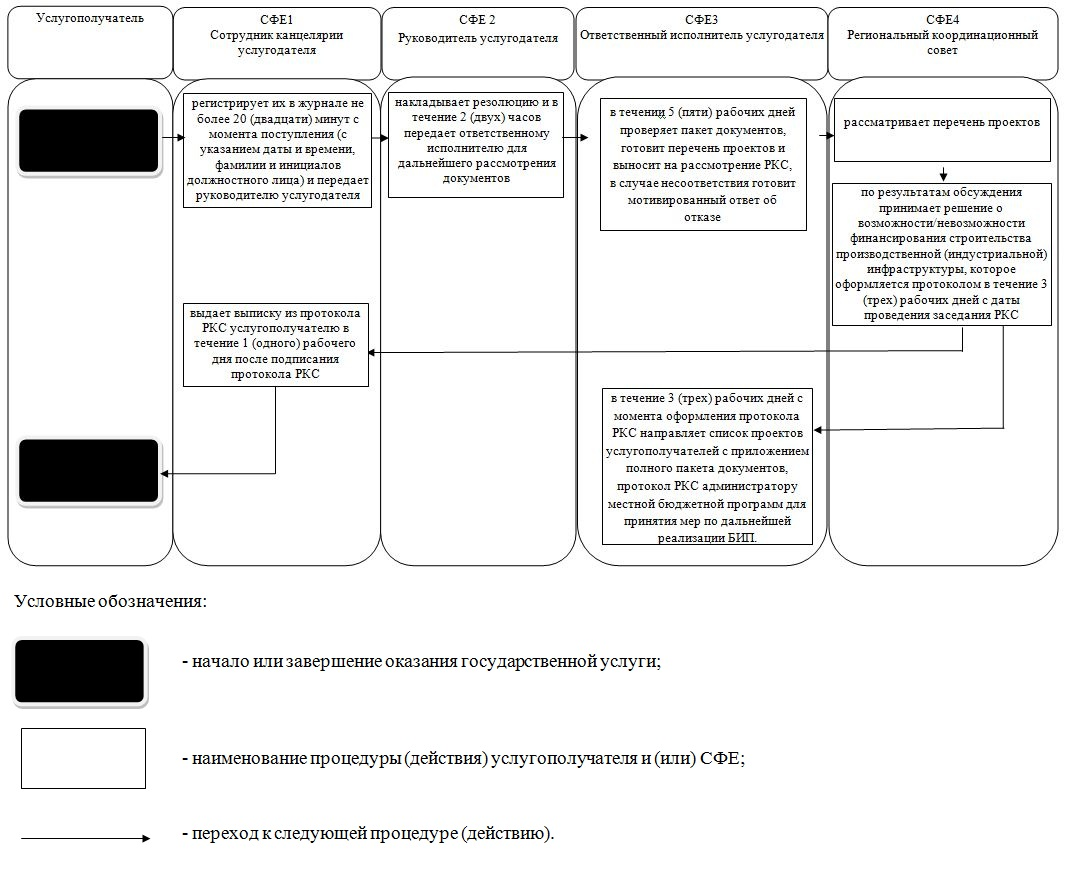 Услугополучатель
СФЕ1
Сотрудник канцелярии
услугодателя
СФЕ 2
Руководитель услугодателя
СФЕ3
Ответственный исполнитель услугодателя
СФЕ4
Региональный координационный
совет
регистрирует их в журнале не
более 20 (двадцати) минут с
момента поступления (с
указанием даты и времени,
фамилии и инициалов
должностного лица) и передает
руководителю услугодателя
накладывает резолюцию и в
течение 2 (двух) часов
передает ответственному
исполнителю для
дальнейшего рассмотрения
документов
в течении 5 (пяти) рабочих дней
проверяет пакет документов,
готовит перечень проектов и
выносит на рассмотрение РКС,
в случае несоответствия готовит
мотивированный ответ об
отказе
рассматривает перечень проектов
по результатам обсуждения
принимает решение о
возможности/невозможности
финансирования строительства
производственной (индустриальной)
инфраструктуры, которое
оформляется протоколом в течение 3
(трех) рабочих дней с даты
проведения заседания РКС
выдает выписку из протокола
РКС услугополучателю в
течение 1 (одного) рабочего
дня после подписания
протокола РКС
в течение 3 (трех) рабочих дней с
момента оформления протокола
РКС направляет список проектов
услугополучателей с приложением
полного пакета документов,
протокол РКС администратору
местной бюджетной программ для
принятия мер по дальнейшей
реализации БИП.
Условные обозначения:
- начало или завершение оказания государственной услуги;
- наименование процедуры (действия) услугополучателя и (или) СФЕ;
- переход к следующей процедуре (действию).